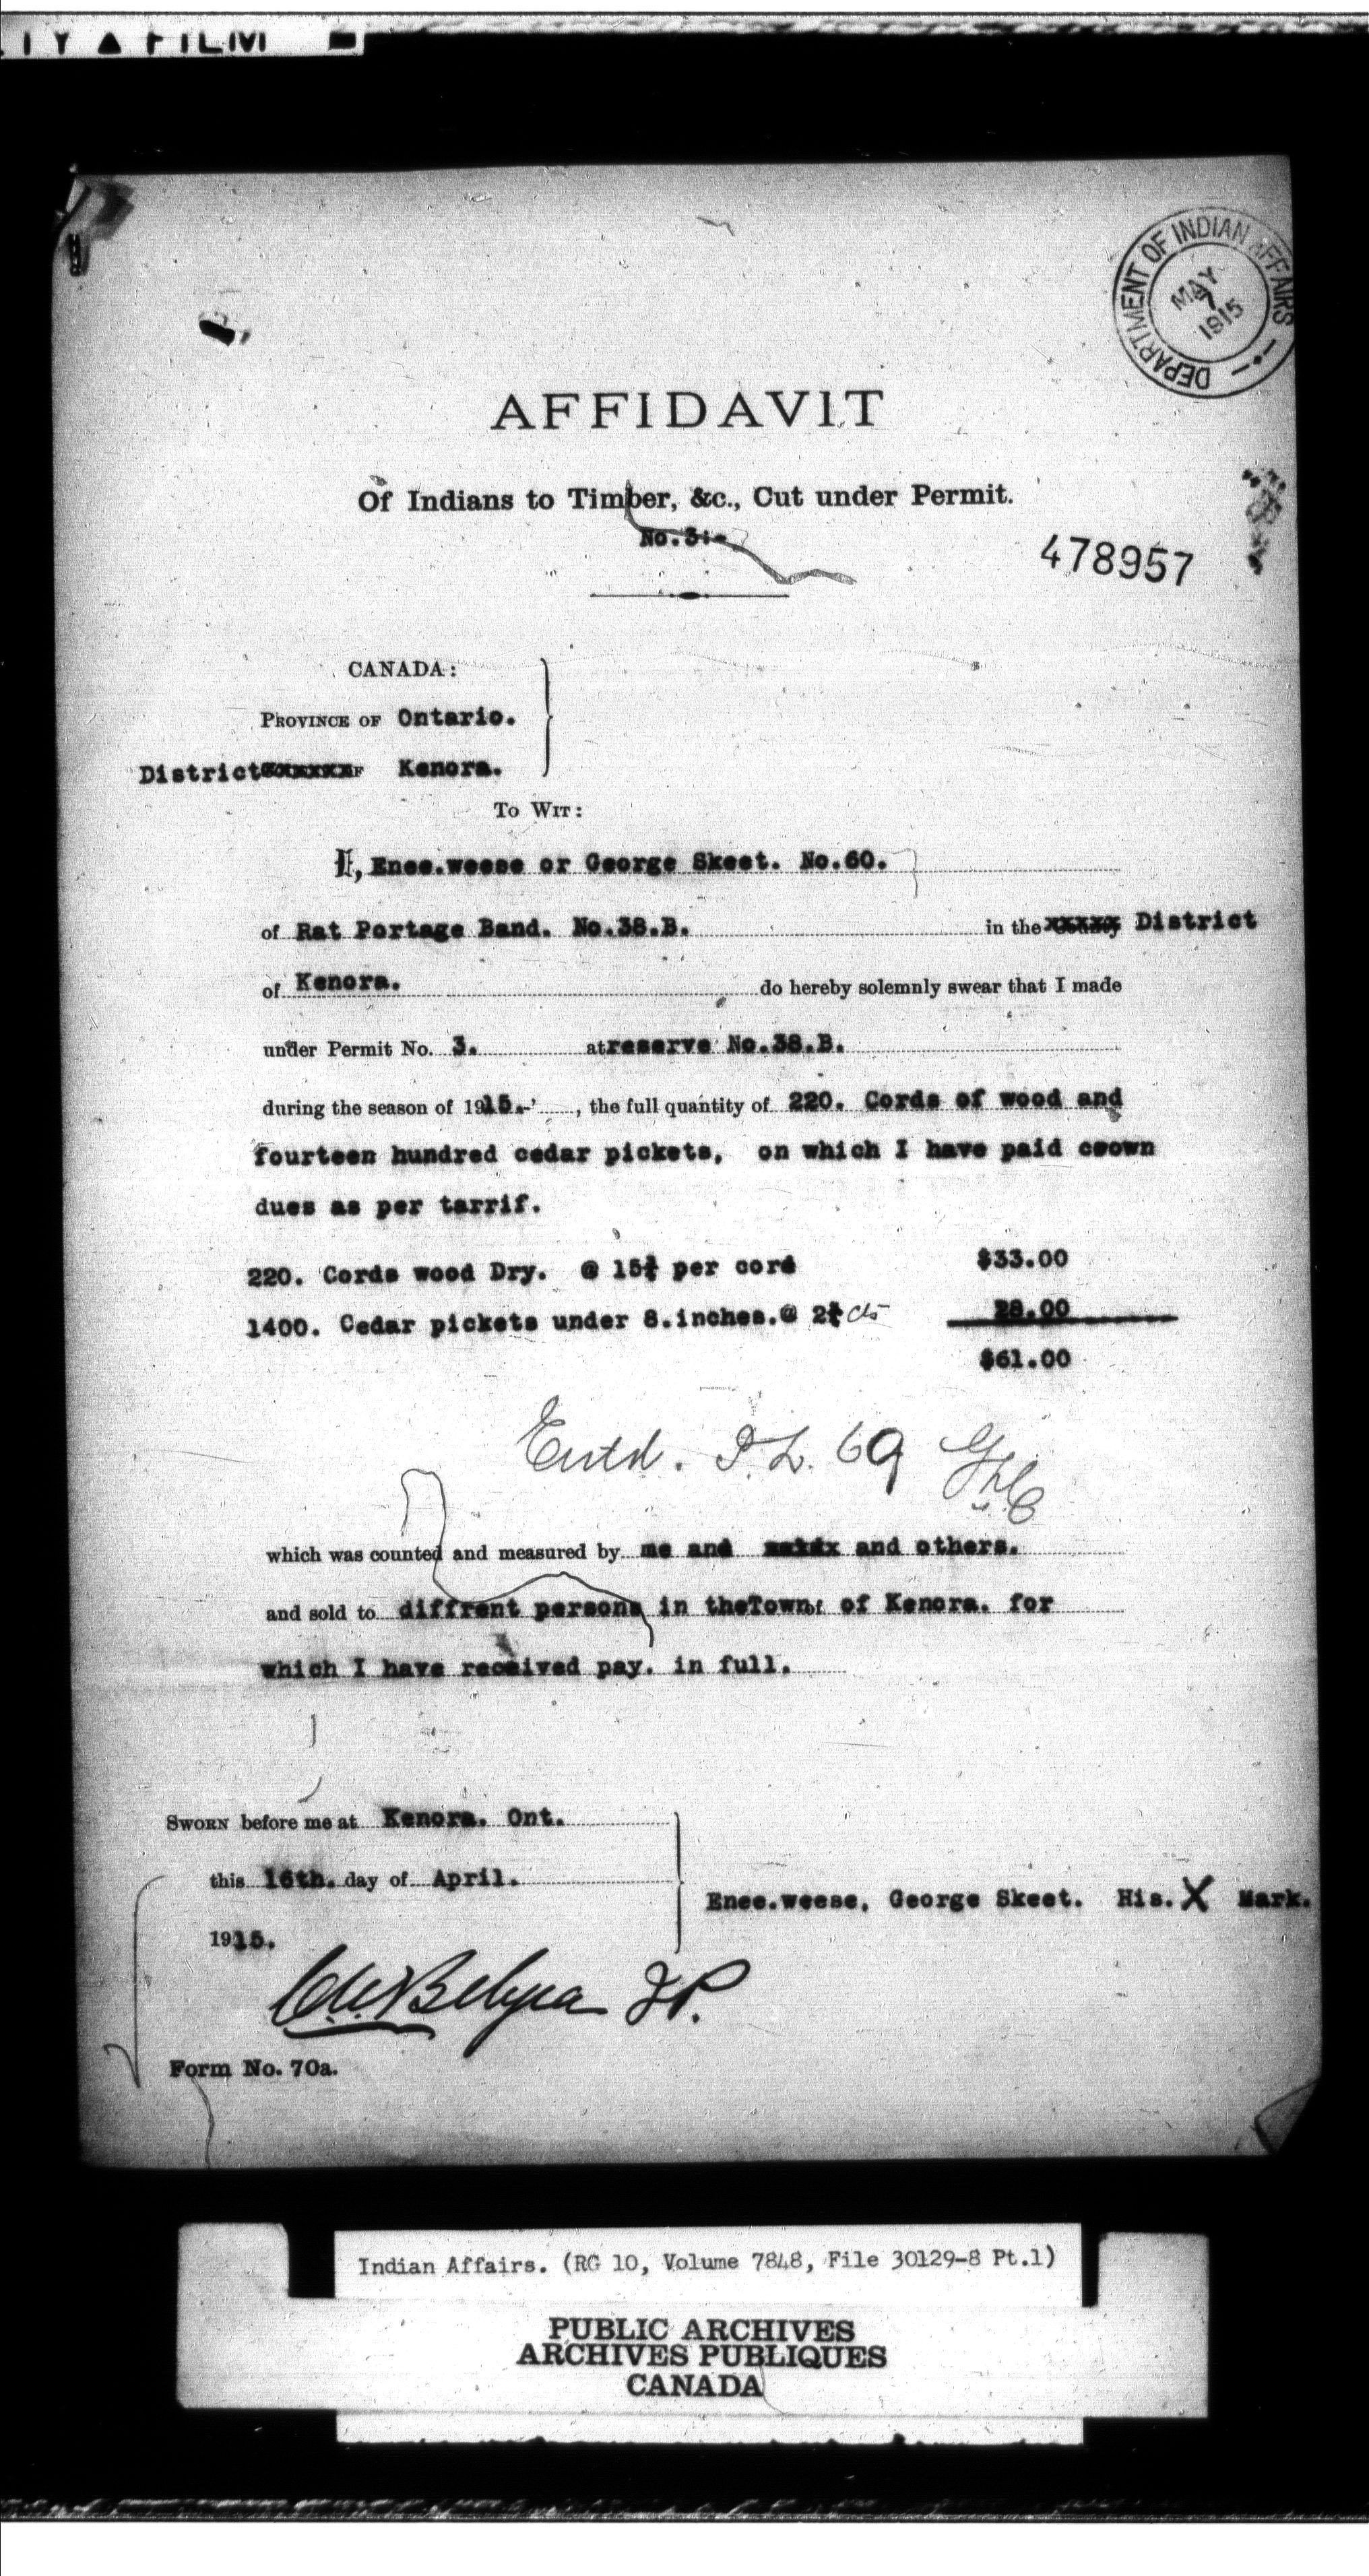 DEPARTMENT OF INDIAN AFFAIRS
MAY
7
1915
AFFIDAVIT
Of Indians to Timber, &c., Cut under Permit.
No.3:-
478957
CANADA:
PROVINCE OF Ontario.
District OF Kenora.
TO WIT:
I, Enee.weese or George Skeet. No.60.
of Rat Portage Band. No.38.B. in the District
of Kenora. do hereby solemnly swear that I made
under Permit No. 3. at reserve No.38.B.
during the season of 1915.-, the full quantity of 220. Cords of wood and
fourteen hundred cedar pickets, on which I have paid crown
dues as per tarrif.
220. Cords wood Dry. @ 15¢ per cord $33.00
1400. Cedar pickets under 8.inches.@ 2¢ cts 28.00
$61.00
Entd. I.L. 69
which was counted and measured by me and and others.
and sold to diffrent persons in theTown of Kenora. for
which I have received pay. in full.
SWORN before me at Kenora. Ont.
this 16th. day of April.
1915.
Enee.weese, George Skeet. His. X Mark.
Belyea J.P.
Form No. 70a.
Indian Affairs. (RG 10, Volume 7848, File 30129-8 Pt.1)
PUBLIC ARCHIVES
ARCHIVES PUBLIQUES
CANADA